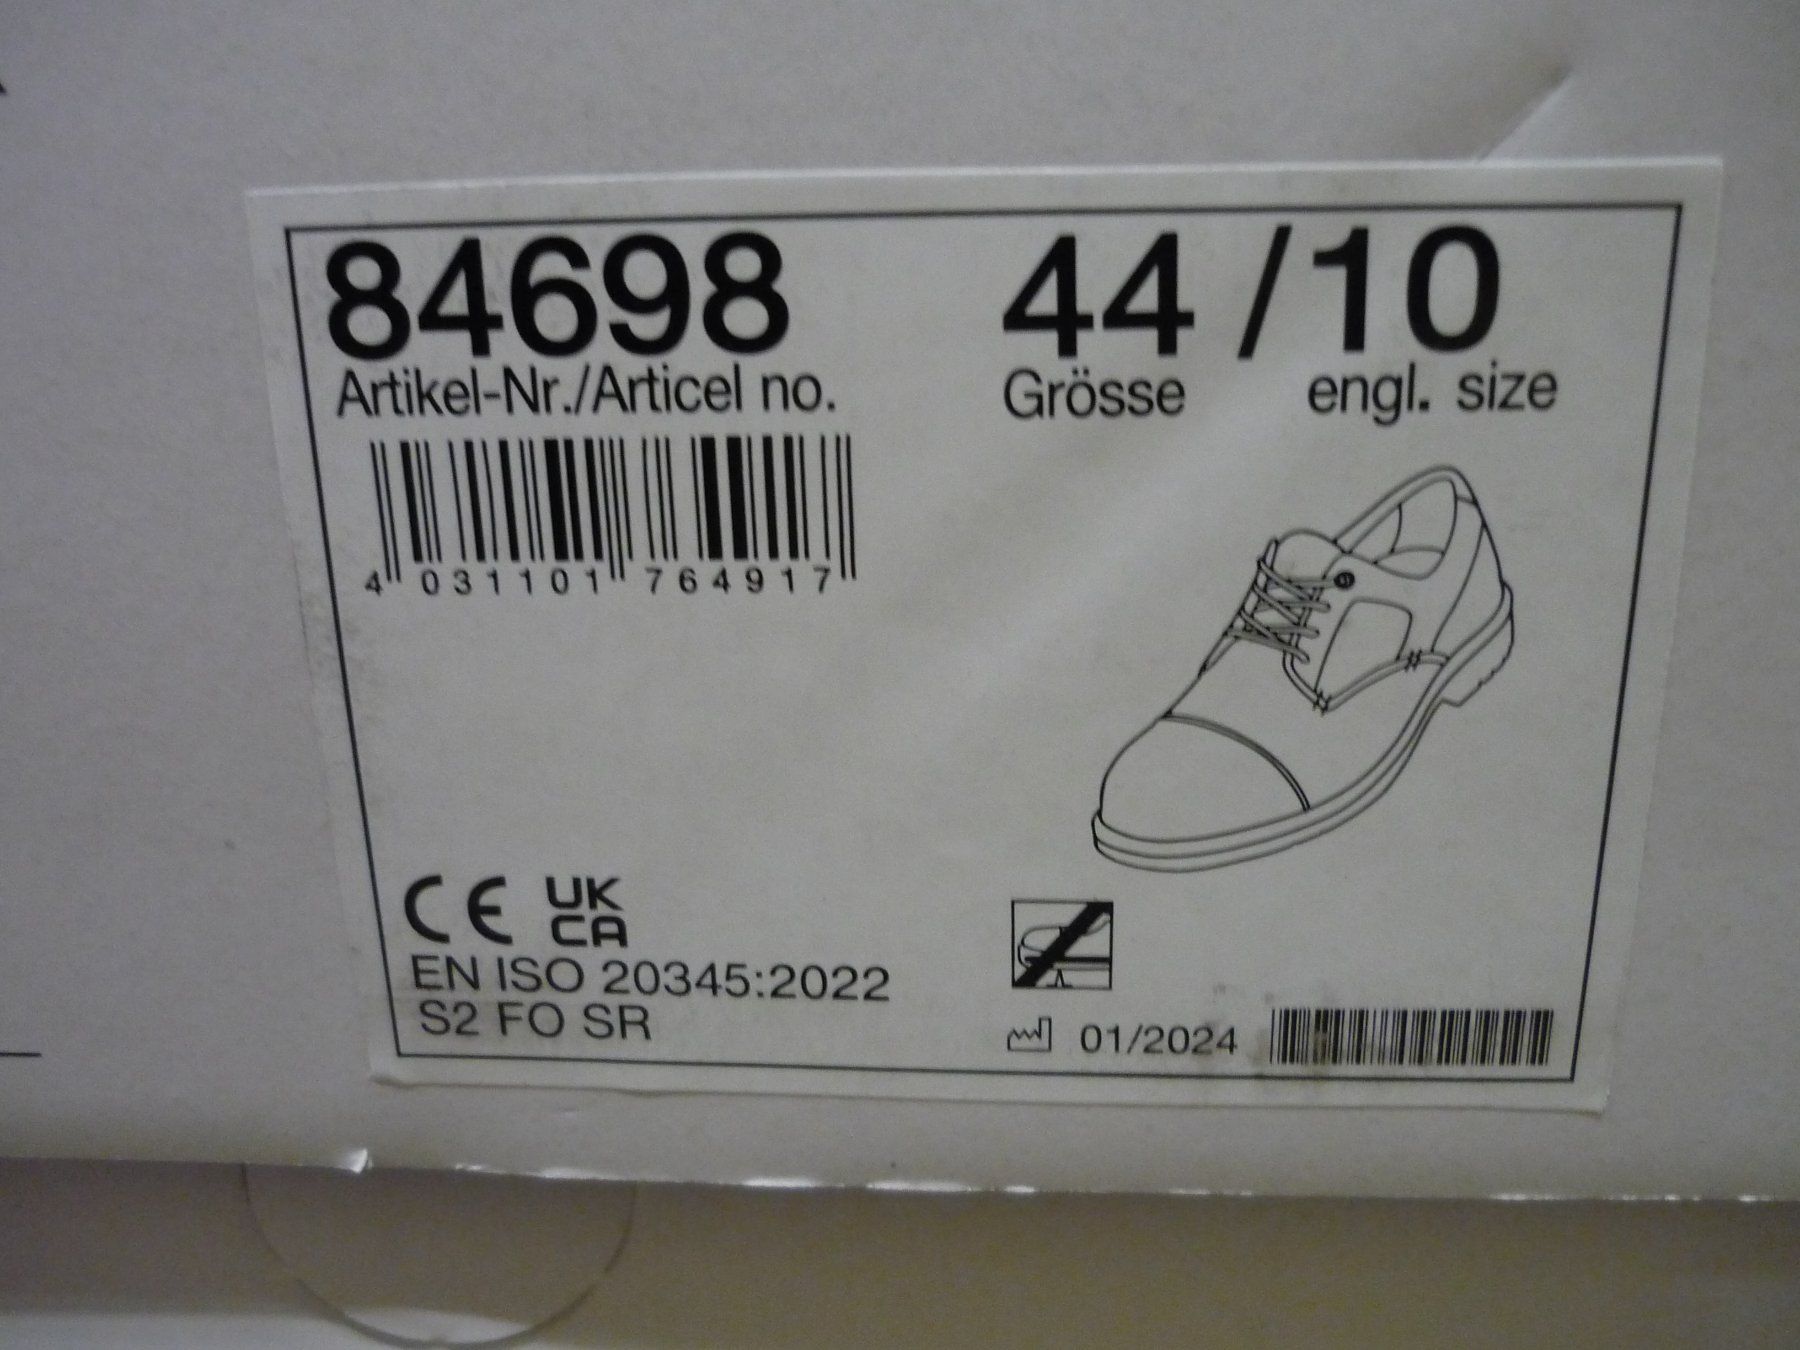 84698 44 / 10
Artikel-Nr./Articel no. Grösse engl. size
4 031101 764917
CE UK CA
EN ISO 20345:2022
S2 FO SR
01/2024